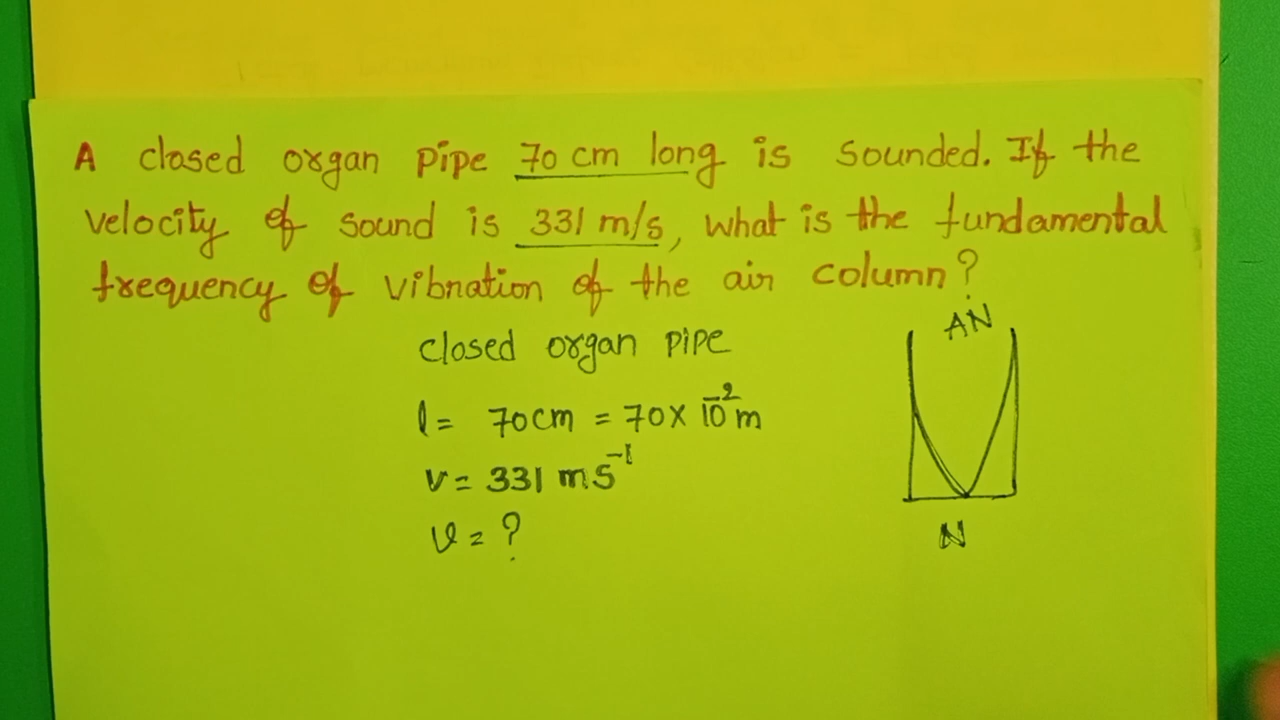 A closed organ pipe 70 cm long is sounded. If the
velocity of sound is 331 m/s, what is the fundamental
frequency of vibration of the air column?
AN
closed organ pipe
l = 70cm = 70 x 10⁻² m
v = 331 ms⁻¹
ν = ?
N